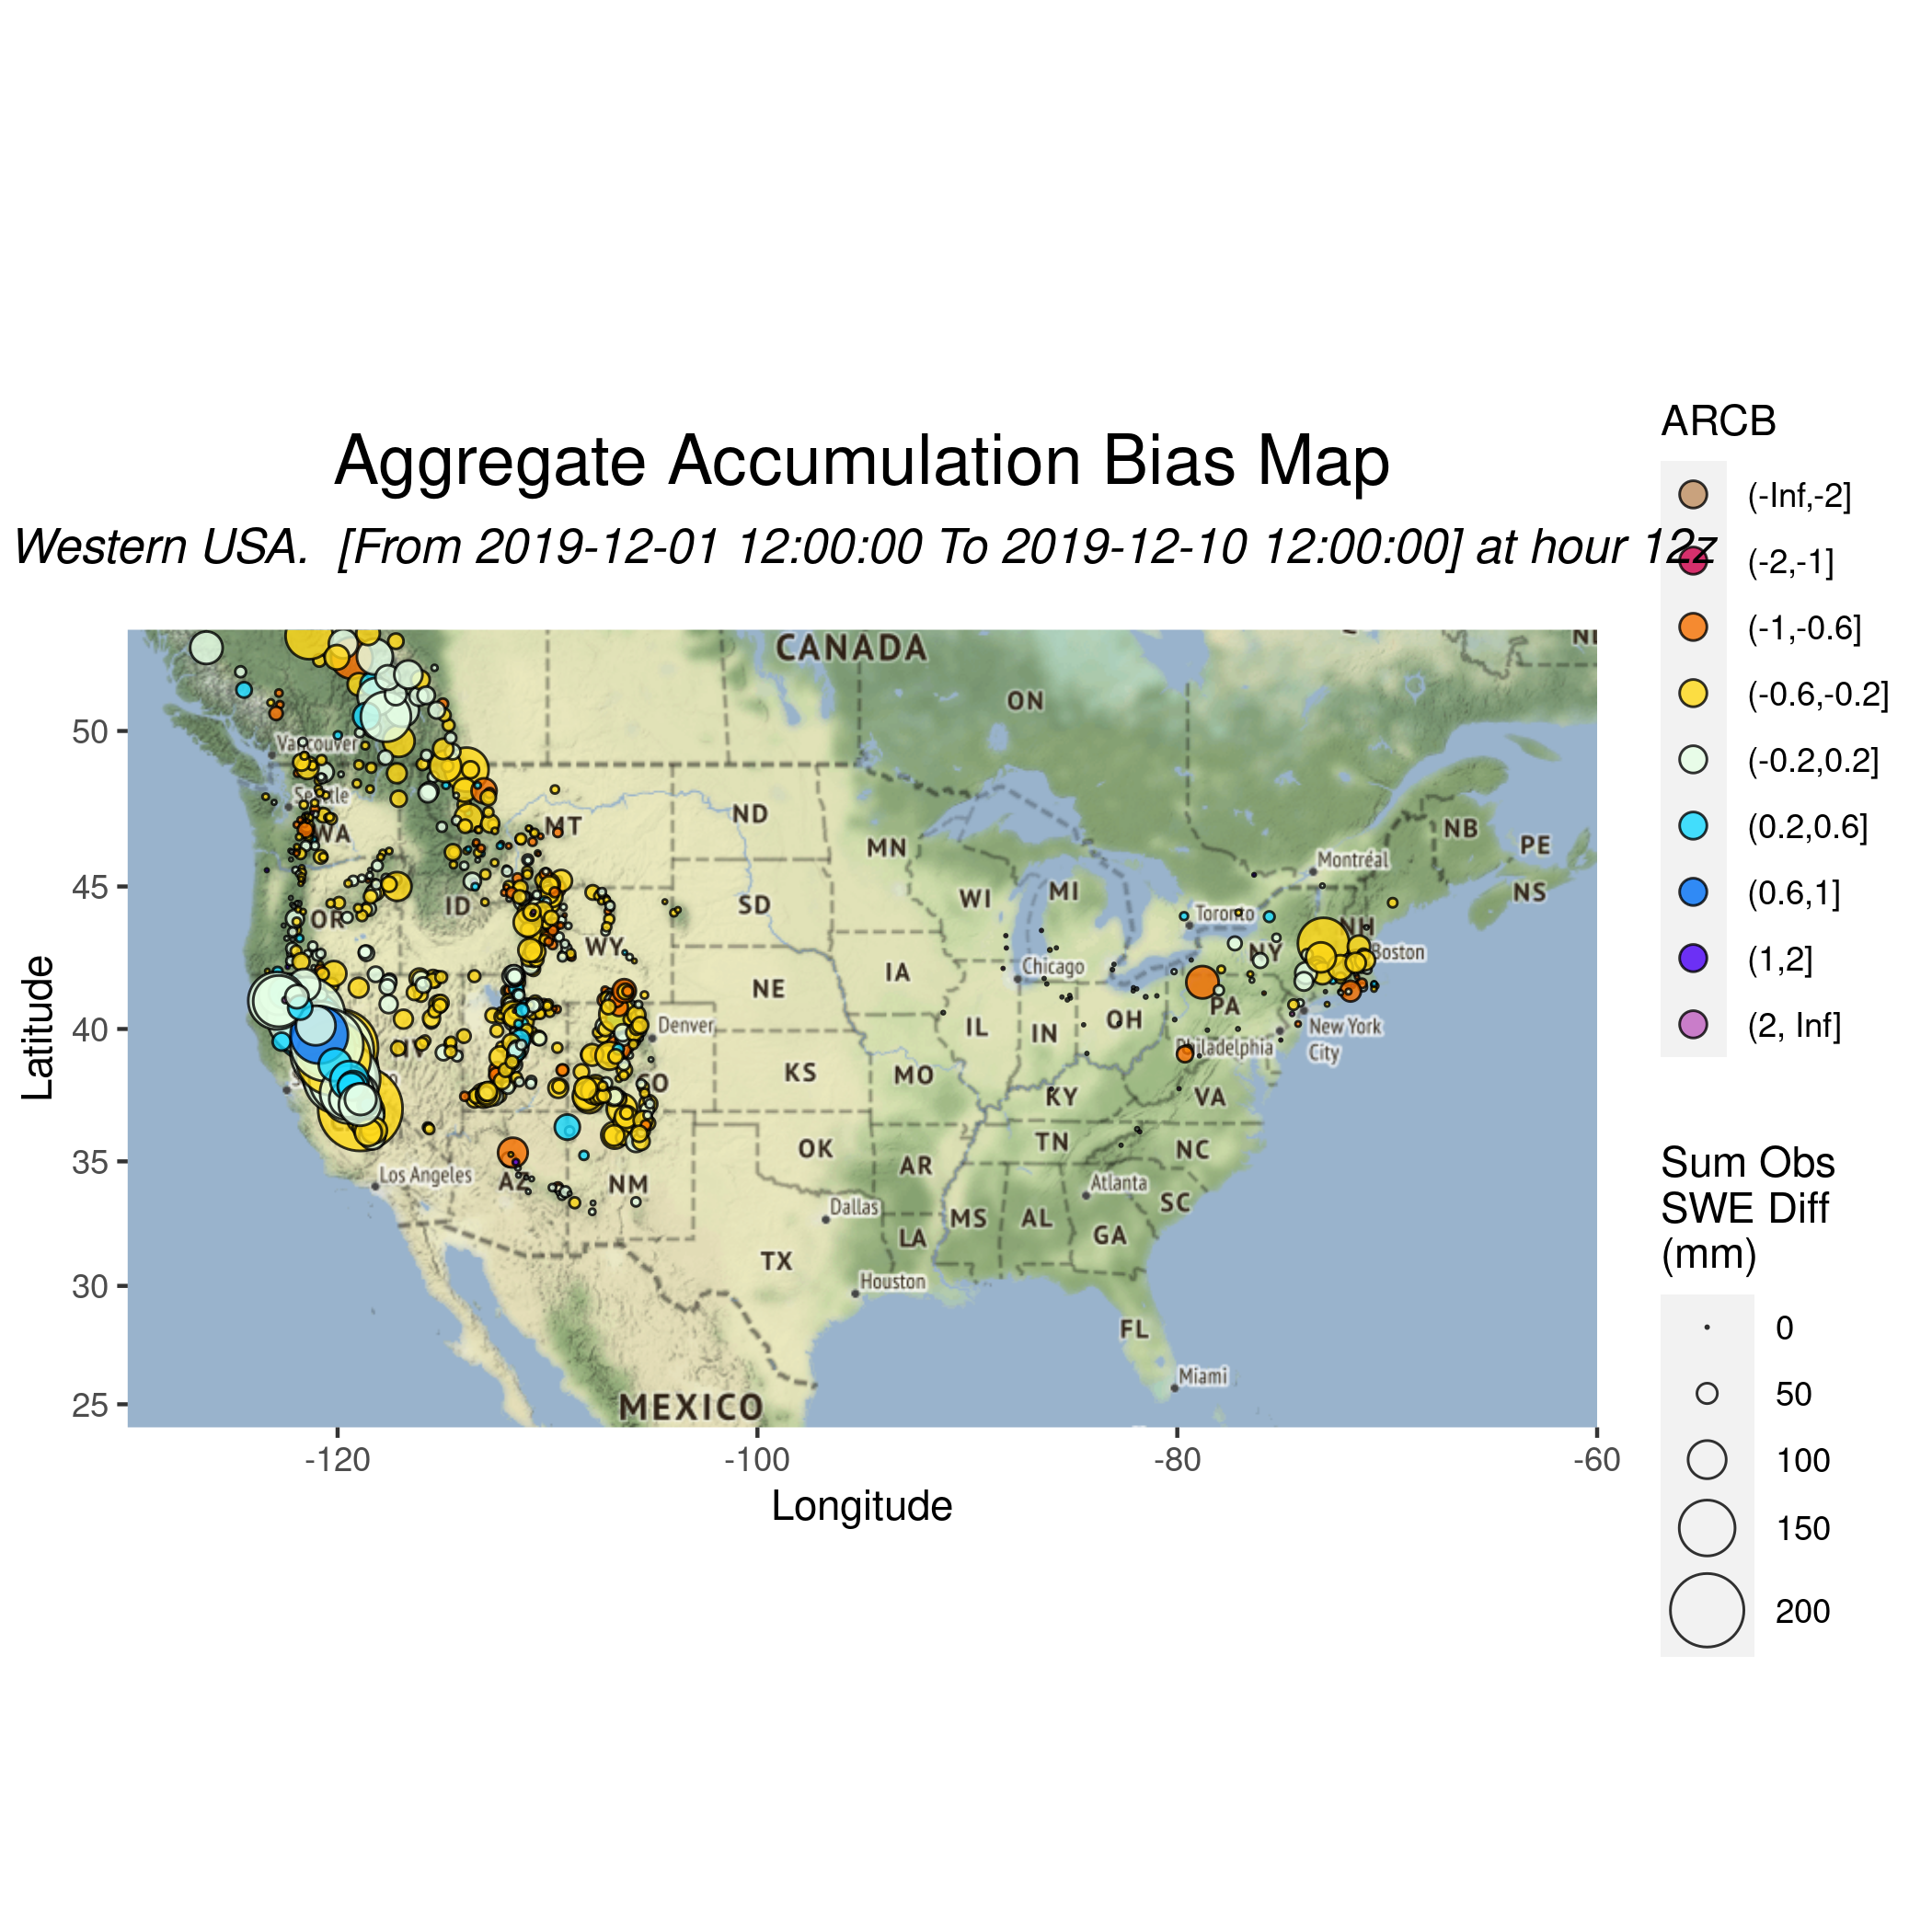 Aggregate Accumulation Bias Map
Western USA.  [From 2019-12-01 12:00:00 To 2019-12-10 12:00:00] at hour 12z
CANADA
ON
Vancouver
Seattle
WA
MT
ND
MN
Montréal
NB
PE
NS
OR
ID
SD
WI
MI
Toronto
NH
WY
NY
Boston
IA
Chicago
NE
PA
IL
IN
OH
New York
City
Denver
Philadelphia
KS
MO
CO
KY
VA
OK
TN
NC
AR
Los Angeles
AZ
NM
Atlanta
SC
Dallas
MS
AL
GA
LA
TX
Houston
FL
Miami
MEXICO
50
45
40
35
30
25
Latitude
-120
-100
-80
-60
Longitude
ARCB
(-Inf,-2]
(-2,-1]
(-1,-0.6]
(-0.6,-0.2]
(-0.2,0.2]
(0.2,0.6]
(0.6,1]
(1,2]
(2, Inf]
Sum Obs
SWE Diff
(mm)
0
50
100
150
200